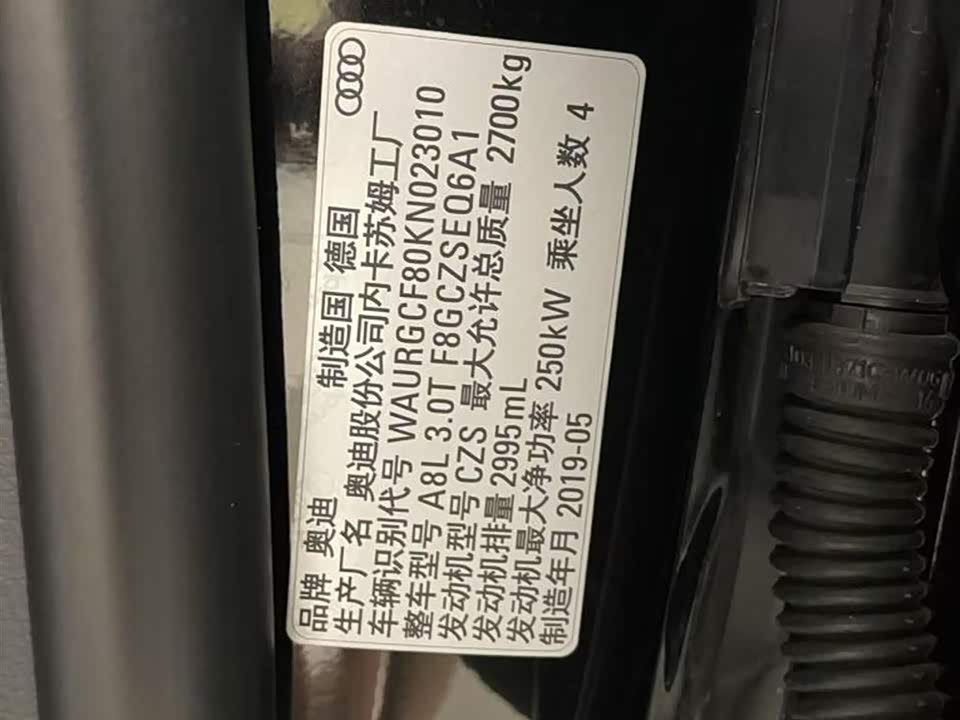 品牌 奥迪 制造国 德国
生产厂名 奥迪股份公司内卡苏姆工厂
车辆识别代号 WAURGCF80KN023010
整车型号 A8L 3.0T F8GCZSEQ6A1
发动机型号 CZS 最大允许总质量 2700kg
发动机排量 2995mL
发动机最大净功率 250kW 乘坐人数 4
制造年月 2019-05